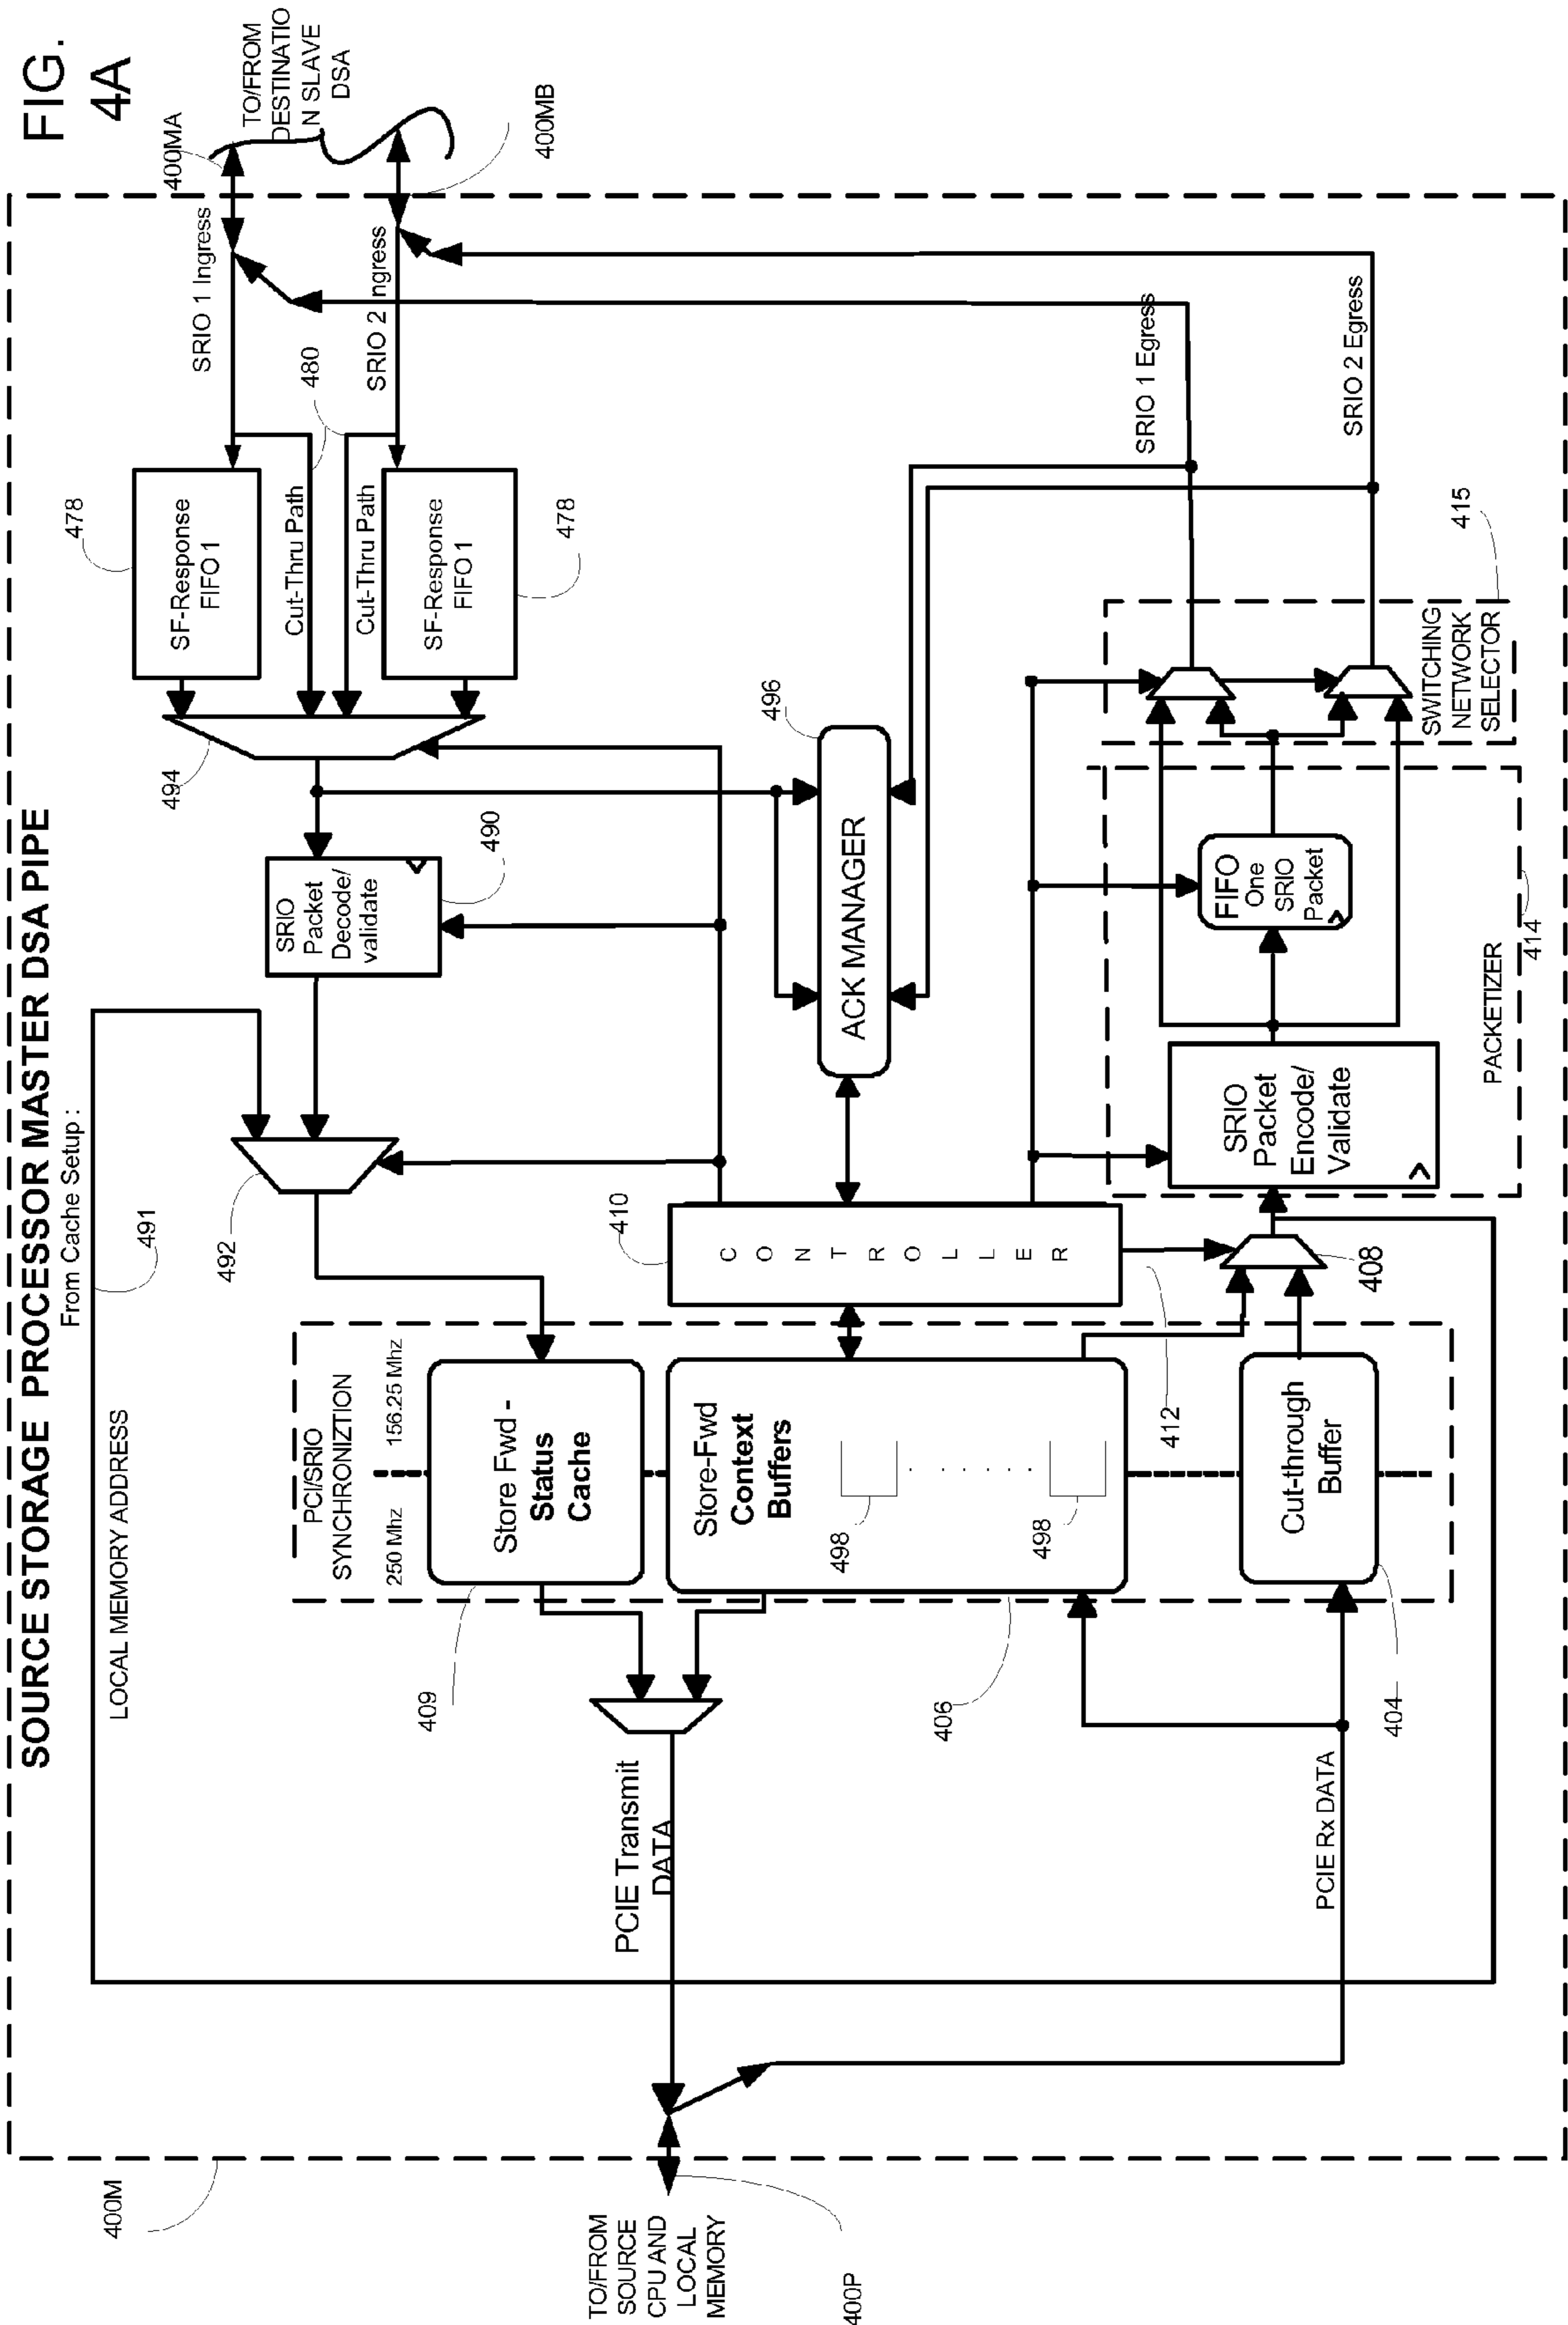 FIG.
4A
SOURCE STORAGE PROCESSOR MASTER DSA PIPE
From Cache Setup :
400M
LOCAL MEMORY ADDRESS
491
TO/FROM
DESTINATIO
N SLAVE
DSA
400MA
400MB
SRIO 1 Ingress
480
SRIO 2 ngress
478
SF-Response
FIFO 1
Cut-Thru Path
Cut-Thru Path
SF-Response
FIFO 1
478
494
490
SRIO
Packet
Decode/
validate
492
PCI/SRIO
SYNCHRONIZTION
250 Mhz
156.25 Mhz
Store Fwd -
Status
Cache
409
410
CONTROLLER
496
ACK MANAGER
Store-Fwd
Context
Buffers
498
498
406
412
408
Cut-through
Buffer
404
PCIE Transmit
DATA
PCIE Rx DATA
TO/FROM
SOURCE
CPU AND
LOCAL
MEMORY
400P
SRIO
Packet
Encode/
Validate
PACKETIZER
414
FIFO
One
SRIO
Packet
SWITCHING
NETWORK
SELECTOR
415
SRIO 1 Egress
SRIO 2 Egress